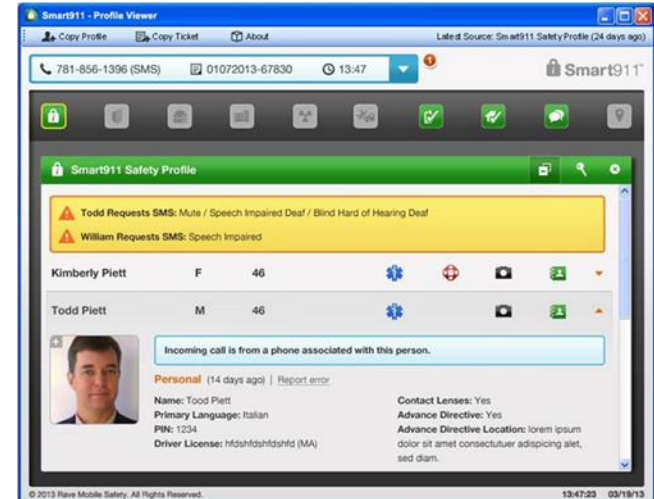 Smart911 - Profile Viewer
Copy Profile Copy Ticket About Latest Source: Smart911 Safety Profile (24 days ago)
781-856-1396 (SMS) 01072013-67830 13:47 Smart911™
Smart911 Safety Profile
Todd Requests SMS: Mute / Speech Impaired Deaf / Blind Hard of Hearing Deaf
William Requests SMS: Speech Impaired
Kimberly Piett F 46
Todd Piett M 46
Incoming call is from a phone associated with this person.
Personal (14 days ago) | Report error
Name: Tood Piett
Primary Language: Italian
PIN: 1234
Driver License: hfdshfdshfdshfd (MA)
Contact Lenses: Yes
Advance Directive: Yes
Advance Directive Location: lorem ipsum
dolor sit amet consectutuer adispicing alet,
sed diam.
© 2013 Rave Mobile Safety. All Rights Reserved. 13:47:23 03/19/13